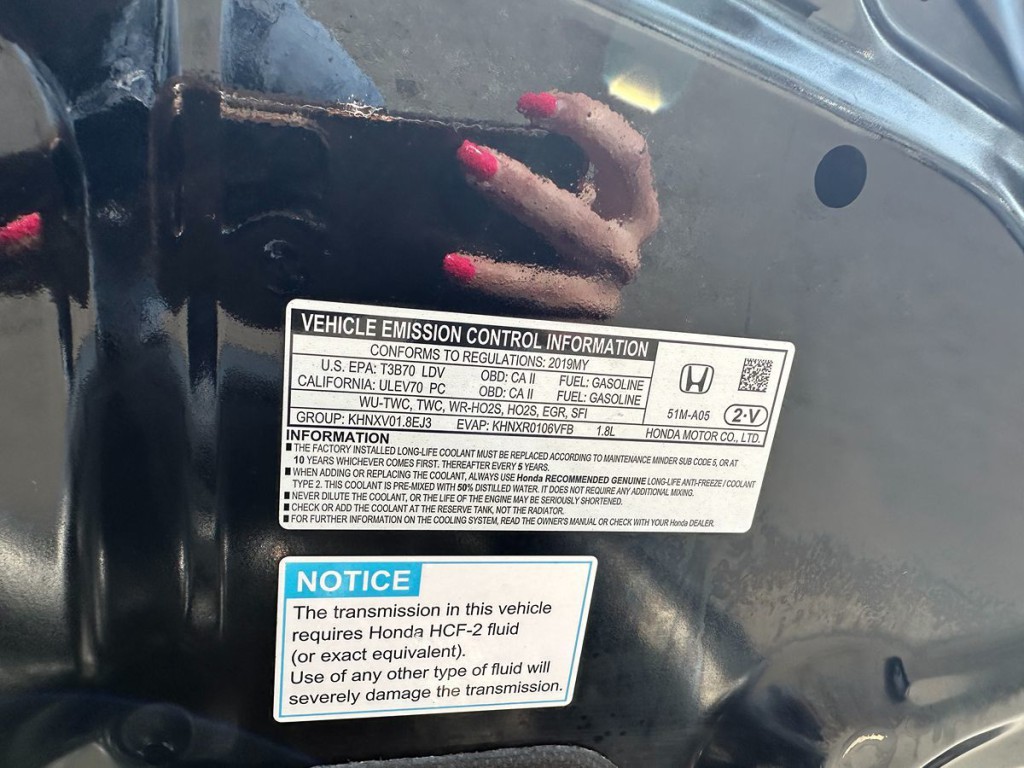 VEHICLE EMISSION CONTROL INFORMATION
CONFORMS TO REGULATIONS: 2019MY
U.S. EPA: T3B70 LDV OBD: CA II FUEL: GASOLINE
CALIFORNIA: ULEV70 PC OBD: CA II FUEL: GASOLINE
WU-TWC, TWC, WR-HO2S, HO2S, EGR, SFI
GROUP: KHNXV01.8EJ3 EVAP: KHNXR0106VFB 1.8L
51M-A05 2·V
HONDA MOTOR CO., LTD.
INFORMATION
■ THE FACTORY INSTALLED LONG-LIFE COOLANT MUST BE REPLACED ACCORDING TO MAINTENANCE MINDER SUB CODE 5, OR AT
10 YEARS WHICHEVER COMES FIRST. THEREAFTER EVERY 5 YEARS.
■ WHEN ADDING OR REPLACING THE COOLANT, ALWAYS USE Honda RECOMMENDED GENUINE LONG-LIFE ANTI-FREEZE / COOLANT
TYPE 2. THIS COOLANT IS PRE-MIXED WITH 50% DISTILLED WATER. IT DOES NOT REQUIRE ANY ADDITIONAL MIXING.
■ NEVER DILUTE THE COOLANT, OR THE LIFE OF THE ENGINE MAY BE SERIOUSLY SHORTENED.
■ CHECK OR ADD THE COOLANT AT THE RESERVE TANK, NOT THE RADIATOR.
■ FOR FURTHER INFORMATION ON THE COOLING SYSTEM, READ THE OWNER'S MANUAL OR CHECK WITH YOUR Honda DEALER.
NOTICE
The transmission in this vehicle
requires Honda HCF-2 fluid
(or exact equivalent).
Use of any other type of fluid will
severely damage the transmission.